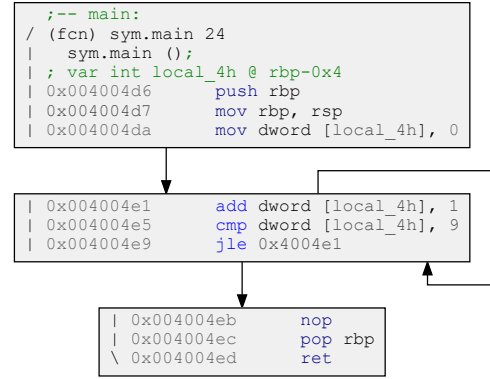 ;-- main:
/ (fcn) sym.main 24
|   sym.main ();
| ; var int local_4h @ rbp-0x4
| 0x004004d6      push rbp
| 0x004004d7      mov rbp, rsp
| 0x004004da      mov dword [local_4h], 0
| 0x004004e1      add dword [local_4h], 1
| 0x004004e5      cmp dword [local_4h], 9
| 0x004004e9      jle 0x4004e1
| 0x004004eb      nop
| 0x004004ec      pop rbp
\ 0x004004ed      ret